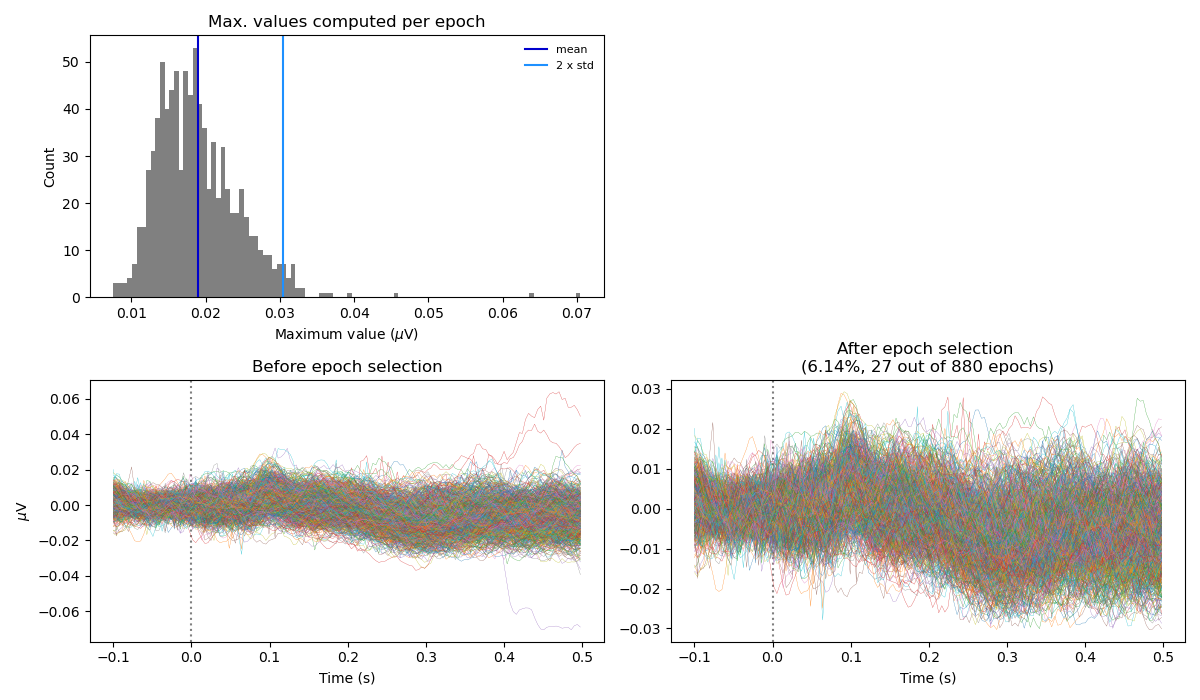 Max. values computed per epoch
mean
2 x std
50
40
30
20
10
0
Count
0.01 0.02 0.03 0.04 0.05 0.06 0.07
Maximum value (μV)
Before epoch selection
0.06
0.04
0.02
0.00
−0.02
−0.04
−0.06
μV
−0.1 0.0 0.1 0.2 0.3 0.4 0.5
Time (s)
After epoch selection
(6.14%, 27 out of 880 epochs)
0.03
0.02
0.01
0.00
−0.01
−0.02
−0.03
−0.1 0.0 0.1 0.2 0.3 0.4 0.5
Time (s)